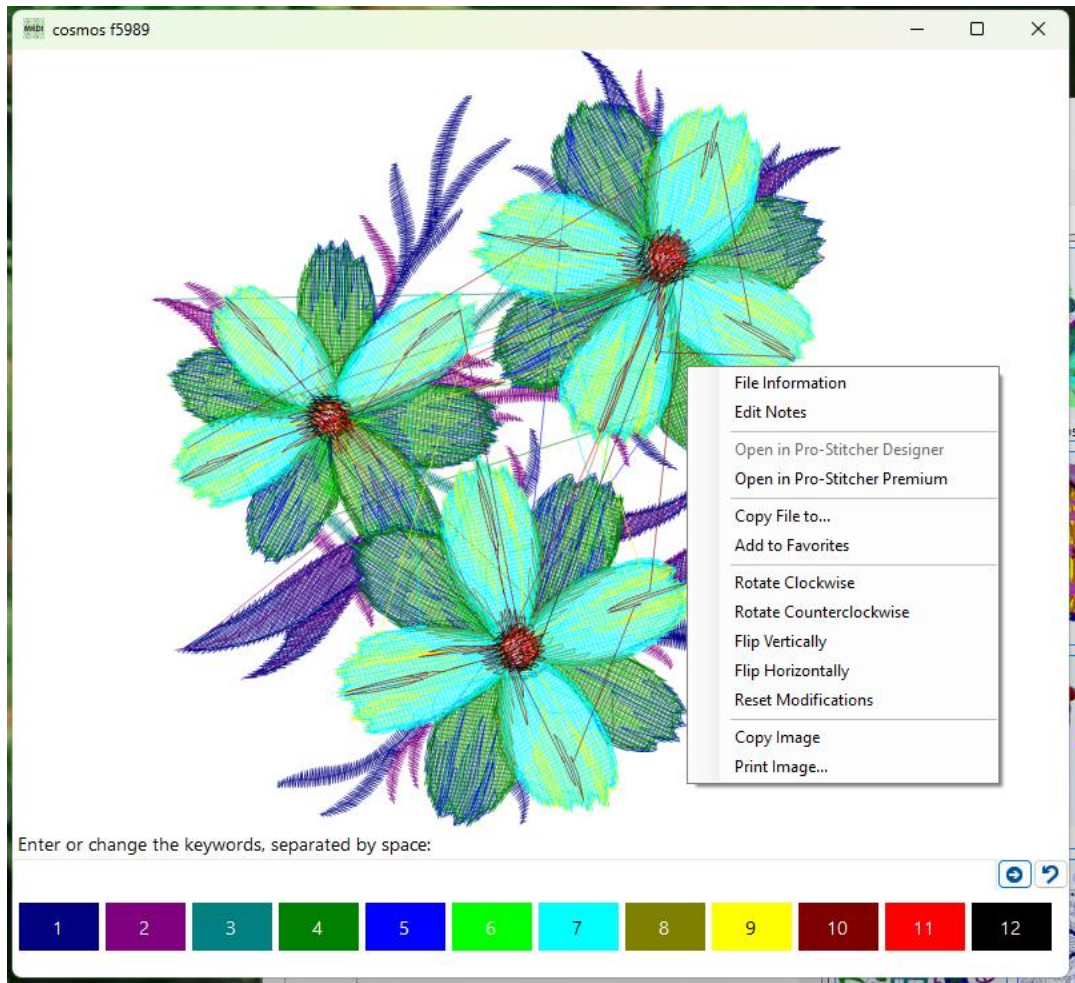 cosmos f5989
File Information
Edit Notes
Open in Pro-Stitcher Designer
Open in Pro-Stitcher Premium
Copy File to...
Add to Favorites
Rotate Clockwise
Rotate Counterclockwise
Flip Vertically
Flip Horizontally
Reset Modifications
Copy Image
Print Image...
Enter or change the keywords, separated by space:
1 2 3 4 5 6 7 8 9 10 11 12